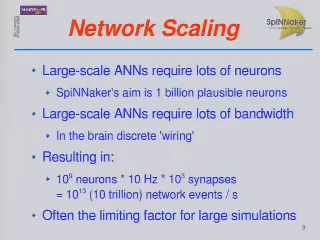 Network Scaling
SpiNNaker
Large-scale ANNs require lots of neurons
SpiNNaker's aim is 1 billion plausible neurons
Large-scale ANNs require lots of bandwidth
In the brain discrete 'wiring'
Resulting in:
10⁹ neurons * 10 Hz * 10³ synapses
= 10¹³ (10 trillion) network events / s
Often the limiting factor for large simulations